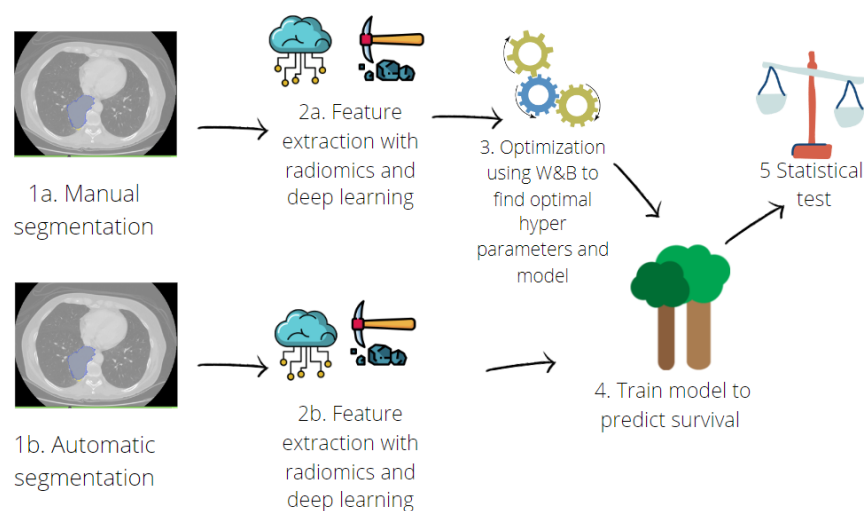 1a. Manual
segmentation
2a. Feature
extraction with
radiomics and
deep learning
3. Optimization
using W&B to
find optimal
hyper
parameters and
model
5 Statistical
test
1b. Automatic
segmentation
2b. Feature
extraction with
radiomics and
deep learning
4. Train model to
predict survival